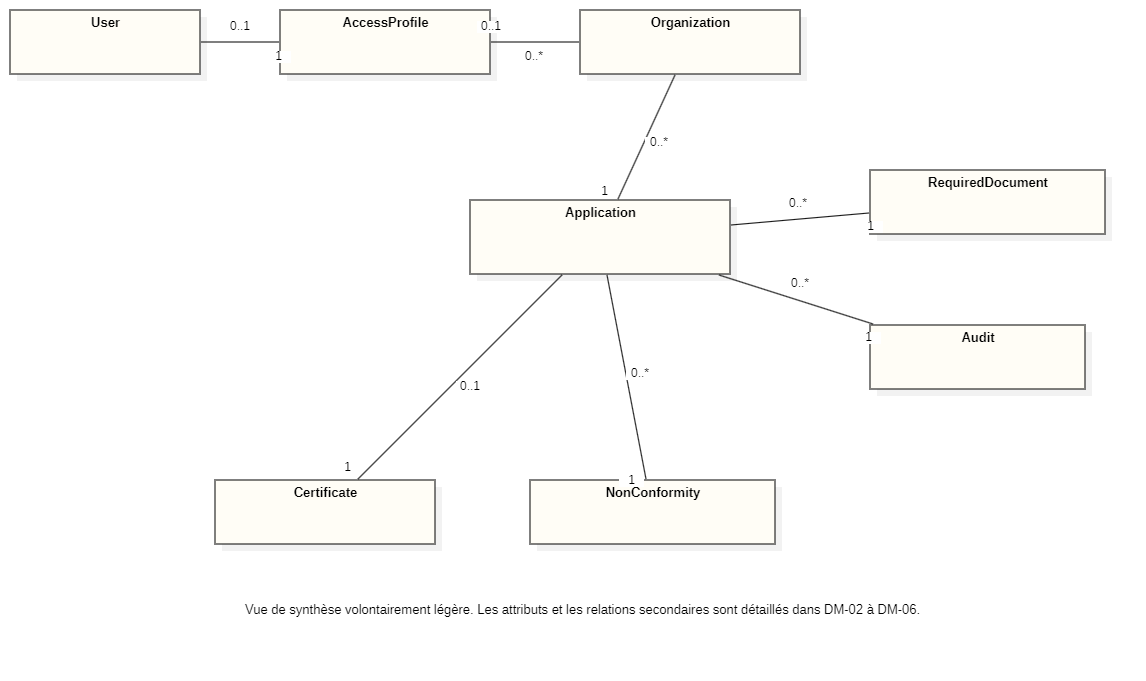 User
0..1
1
AccessProfile
0..1
0..*
Organization
0..*
1
Application
0..*
1
RequiredDocument
0..*
1
Audit
0..1
1
Certificate
0..*
1
NonConformity
Vue de synthèse volontairement légère. Les attributs et les relations secondaires sont détaillés dans DM-02 à DM-06.